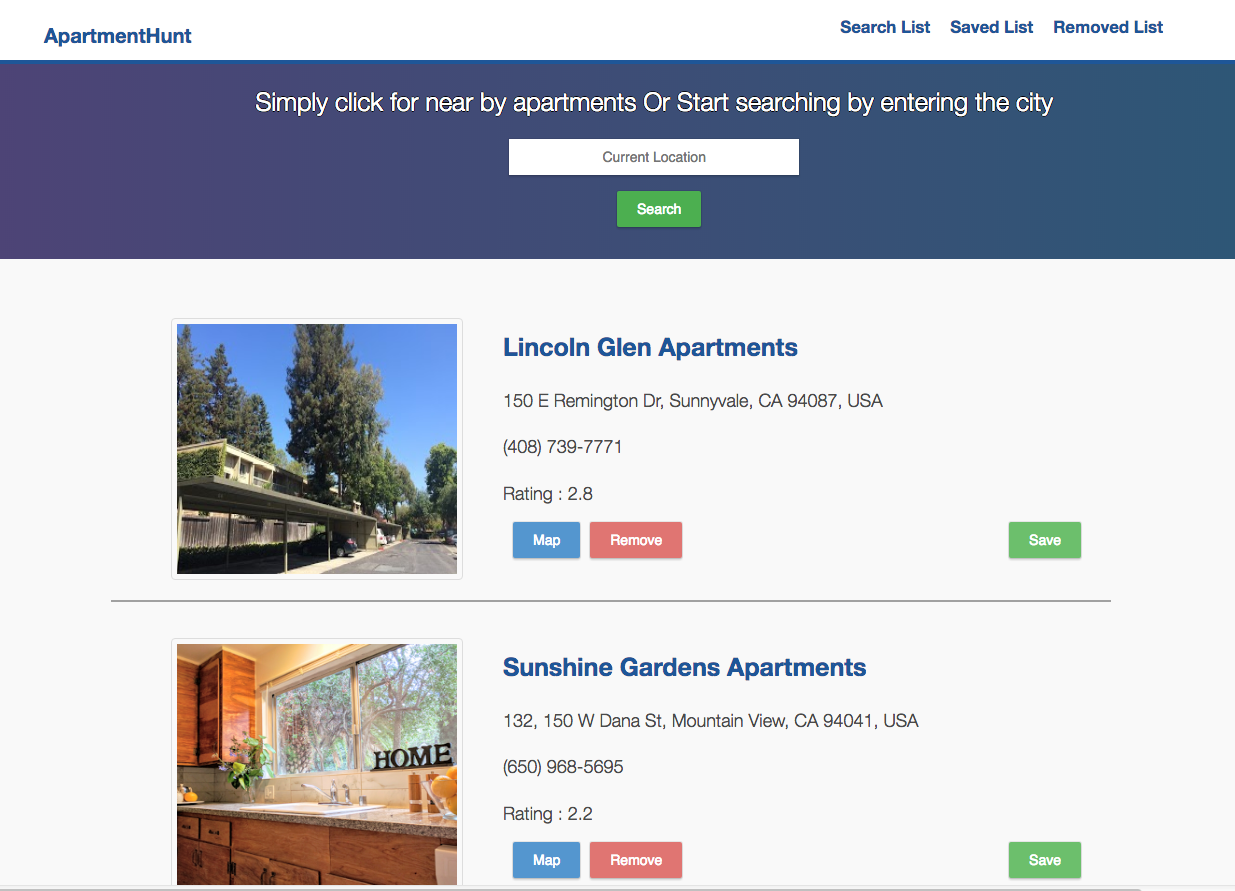 ApartmentHunt
Search List Saved List Removed List
Simply click for near by apartments Or Start searching by entering the city
Current Location
Search
Lincoln Glen Apartments
150 E Remington Dr, Sunnyvale, CA 94087, USA
(408) 739-7771
Rating : 2.8
Map Remove Save
Sunshine Gardens Apartments
132, 150 W Dana St, Mountain View, CA 94041, USA
HOME
(650) 968-5695
Rating : 2.2
Map Remove Save